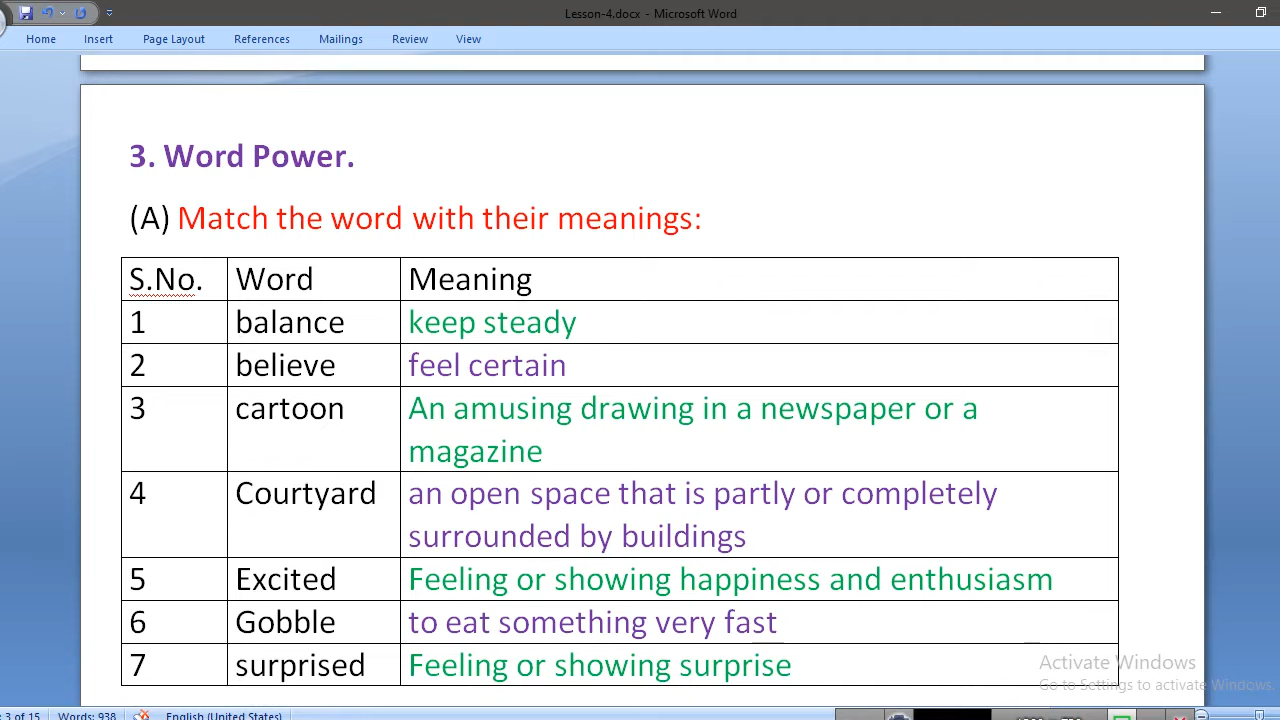 Lesson-4.docx - Microsoft Word
Home Insert Page Layout References Mailings Review View
3. Word Power.
(A) Match the word with their meanings:
S.No. Word Meaning
1 balance keep steady
2 believe feel certain
3 cartoon An amusing drawing in a newspaper or a
magazine
4 Courtyard an open space that is partly or completely
surrounded by buildings
5 Excited Feeling or showing happiness and enthusiasm
6 Gobble to eat something very fast
7 surprised Feeling or showing surprise
Activate Windows
Go to Settings to activate Windows.
: 3 of 15 Words: 938 English (United States)